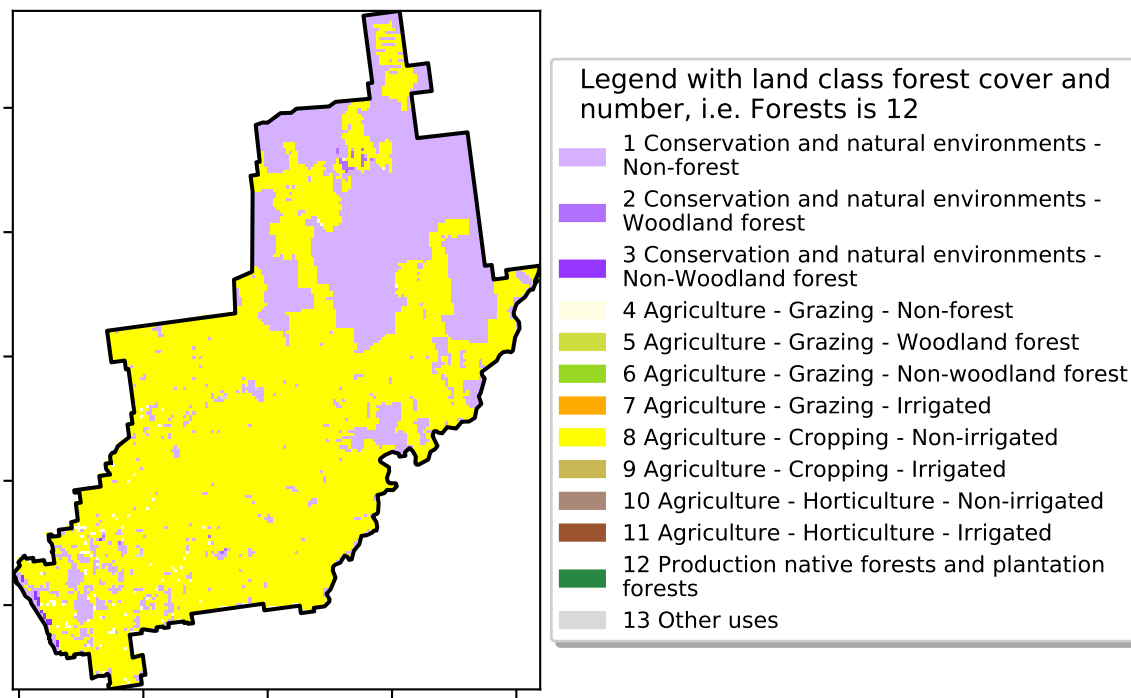 Legend with land class forest cover and
number, i.e. Forests is 12
1 Conservation and natural environments -
Non-forest
2 Conservation and natural environments -
Woodland forest
3 Conservation and natural environments -
Non-Woodland forest
4 Agriculture - Grazing - Non-forest
5 Agriculture - Grazing - Woodland forest
6 Agriculture - Grazing - Non-woodland forest
7 Agriculture - Grazing - Irrigated
8 Agriculture - Cropping - Non-irrigated
9 Agriculture - Cropping - Irrigated
10 Agriculture - Horticulture - Non-irrigated
11 Agriculture - Horticulture - Irrigated
12 Production native forests and plantation
forests
13 Other uses